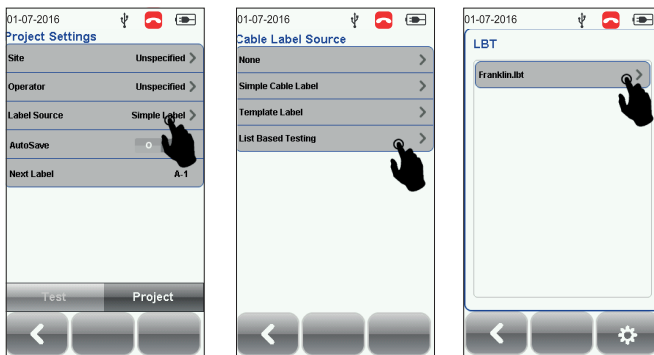 01-07-2016
Project Settings
Site Unspecified
Operator Unspecified
Label Source Simple Label
AutoSave O
Next Label A-1
Test Project
01-07-2016
Cable Label Source
None
Simple Cable Label
Template Label
List Based Testing
01-07-2016
LBT
Franklin.lbt